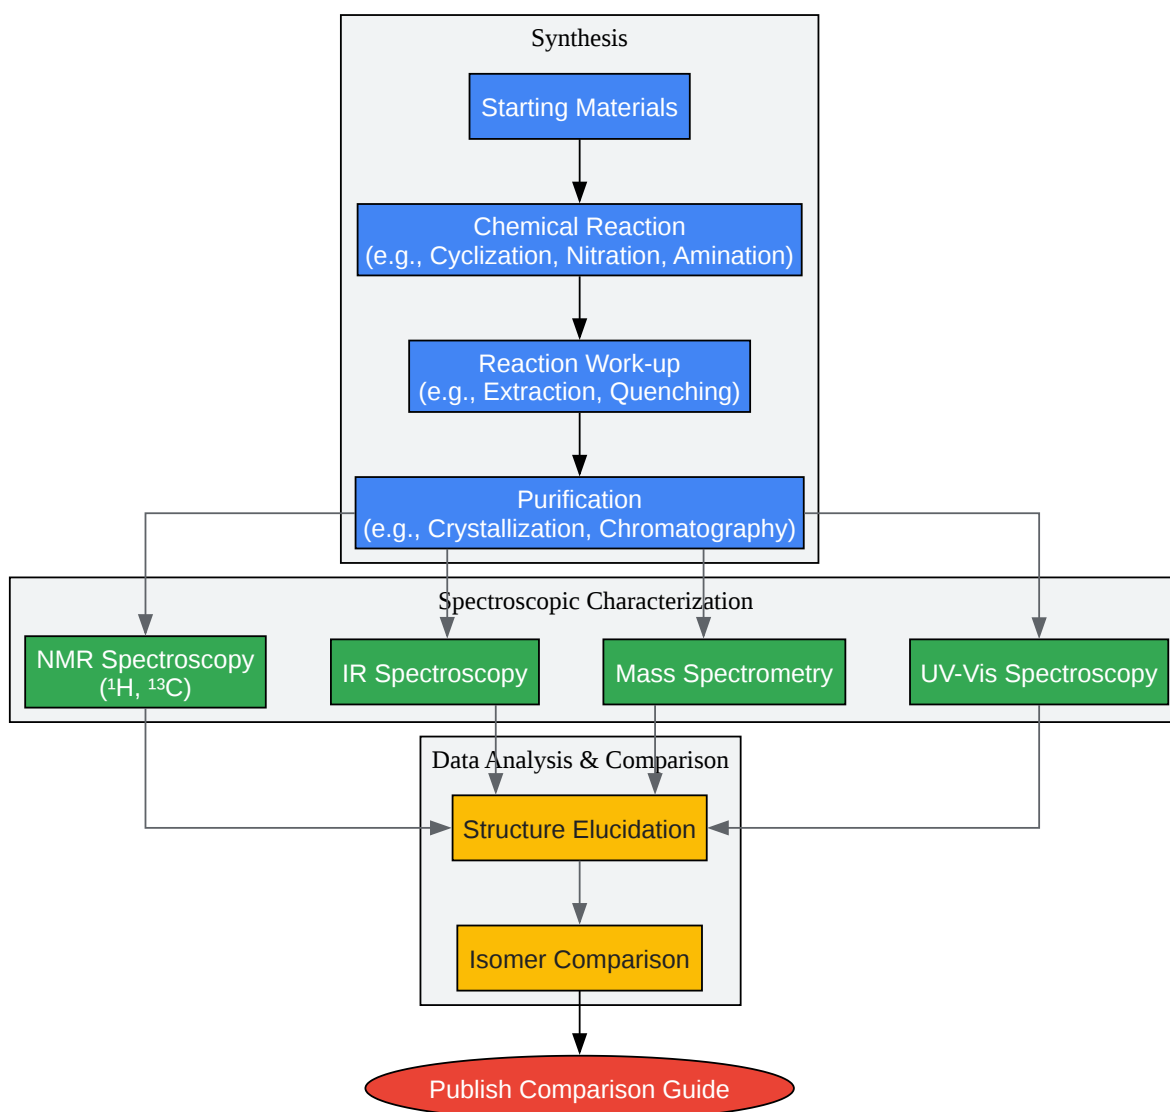 Synthesis
Starting Materials
Chemical Reaction
(e.g., Cyclization, Nitration, Amination)
Reaction Work-up
(e.g., Extraction, Quenching)
Purification
(e.g., Crystallization, Chromatography)
Spectroscopic Characterization
NMR Spectroscopy
(¹H, ¹³C)
IR Spectroscopy
Mass Spectrometry
UV-Vis Spectroscopy
Data Analysis & Comparison
Structure Elucidation
Isomer Comparison
Publish Comparison Guide